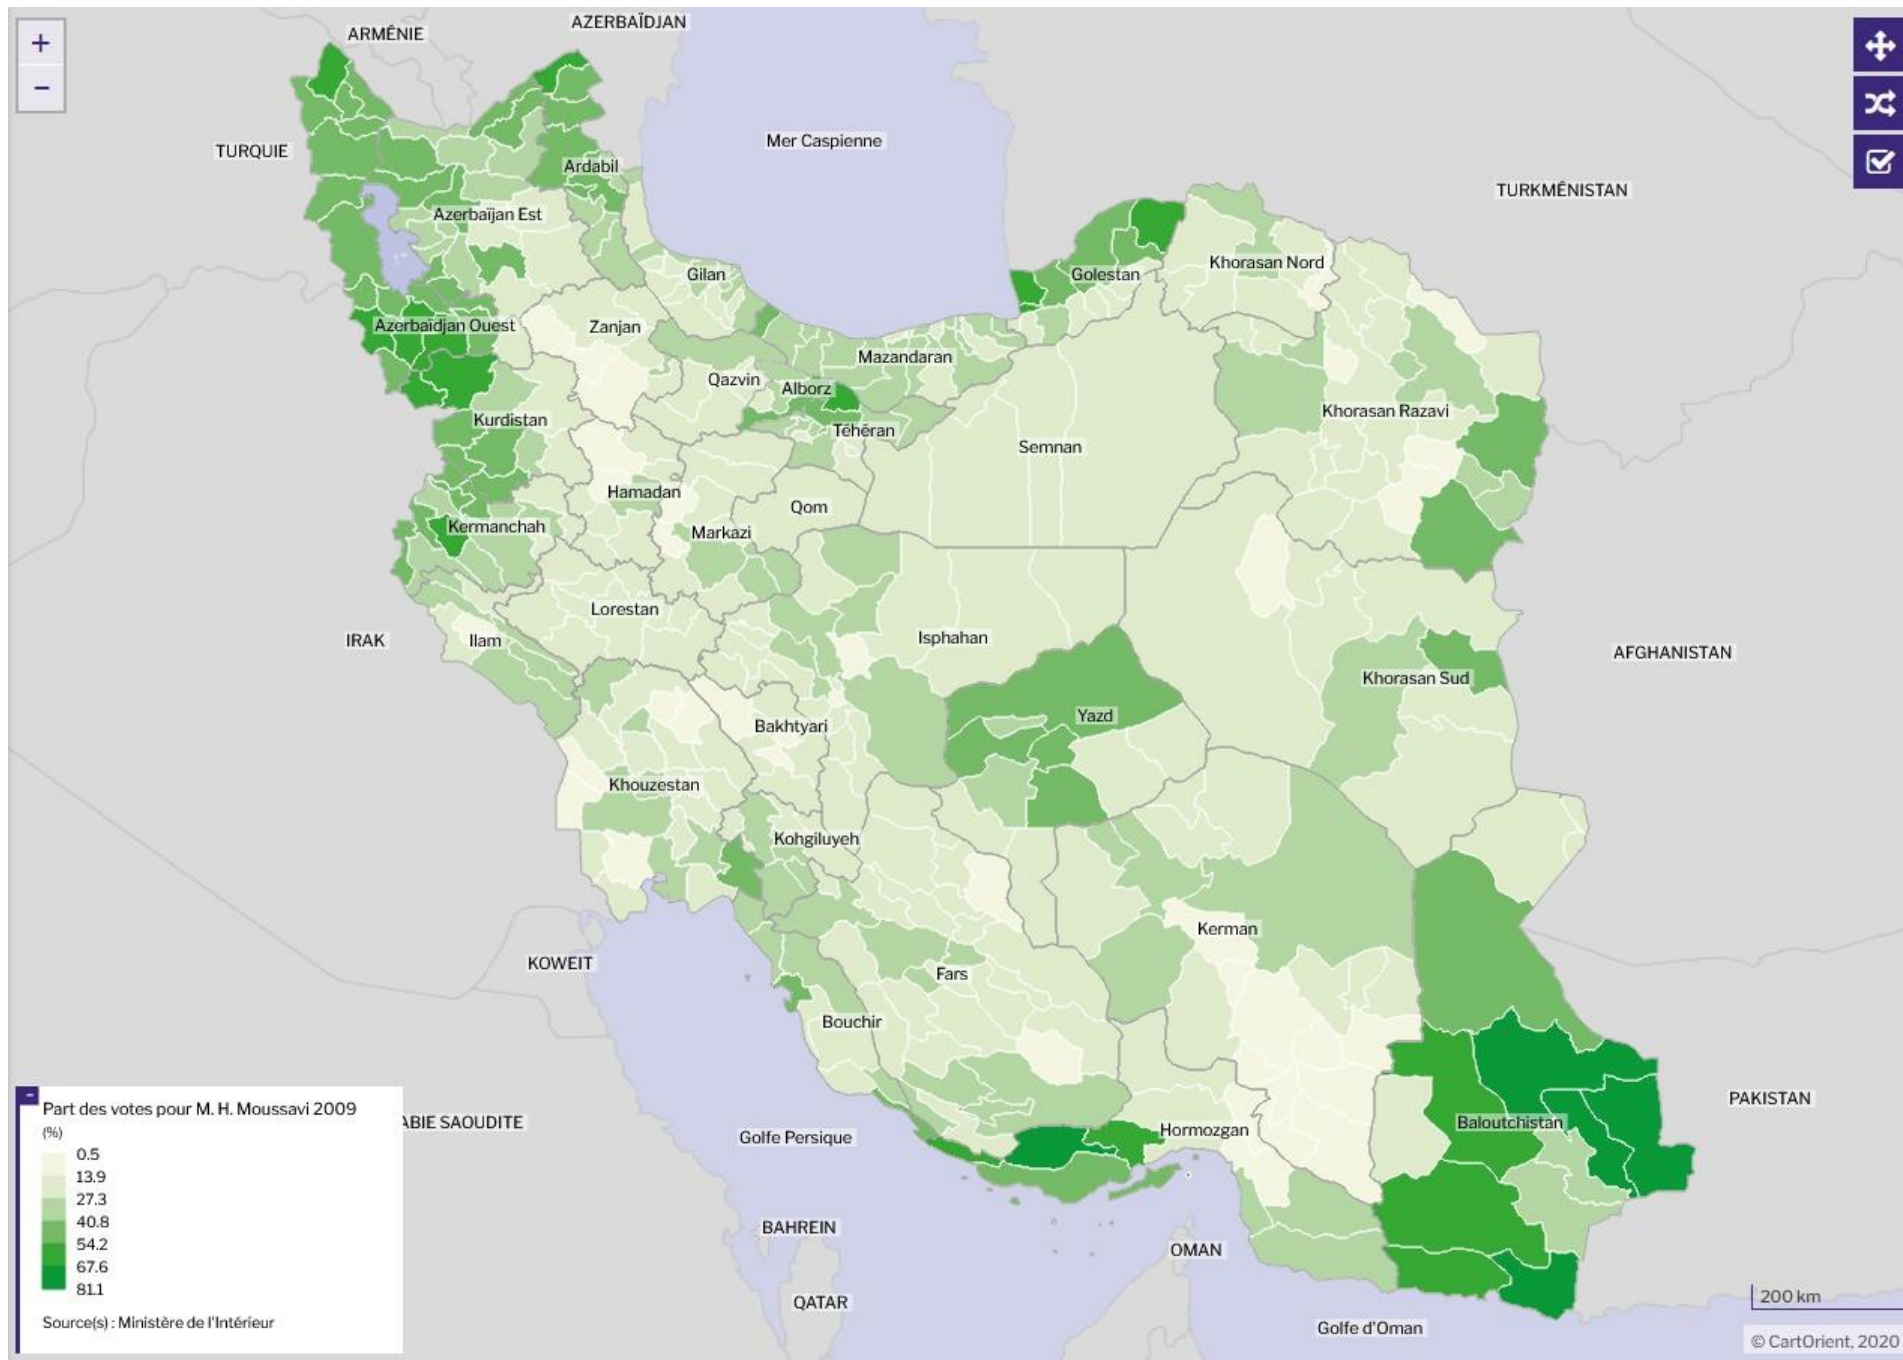 +
−
ARMÉNIE
AZERBAÏDJAN
TURQUIE
Mer Caspienne
TURKMÉNISTAN
Ardabil
Azerbaïjan Est
Gilan
Golestan
Khorasan Nord
Azerbaïdjan Ouest
Zanjan
Mazandaran
Qazvin
Alborz
Kurdistan
Téhéran
Khorasan Razavi
Semnan
Hamadan
Qom
Kermanchah
Markazi
Lorestan
IRAK
Ilam
Isphahan
AFGHANISTAN
Khorasan Sud
Yazd
Bakhtyari
Khouzestan
Kohgiluyeh
Kerman
KOWEIT
Fars
Bouchir
PAKISTAN
ABIE SAOUDITE
Golfe Persique
Hormozgan
Baloutchistan
BAHREIN
OMAN
QATAR
Golfe d'Oman
-
Part des votes pour M. H. Moussavi 2009
(%)
0.5
13.9
27.3
40.8
54.2
67.6
81.1
Source(s) : Ministère de l'Intérieur
200 km
© CartOrient, 2020